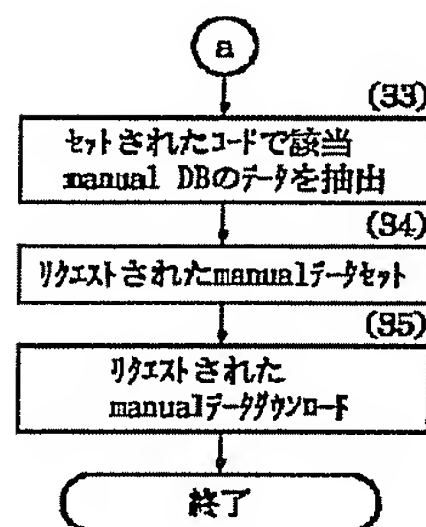 a
(33)
セットされたコードで該当
manual DBのデータを抽出
(34)
リクエストされたmanualデータセット
(35)
リクエストされた
manualデータダウンロード
終了